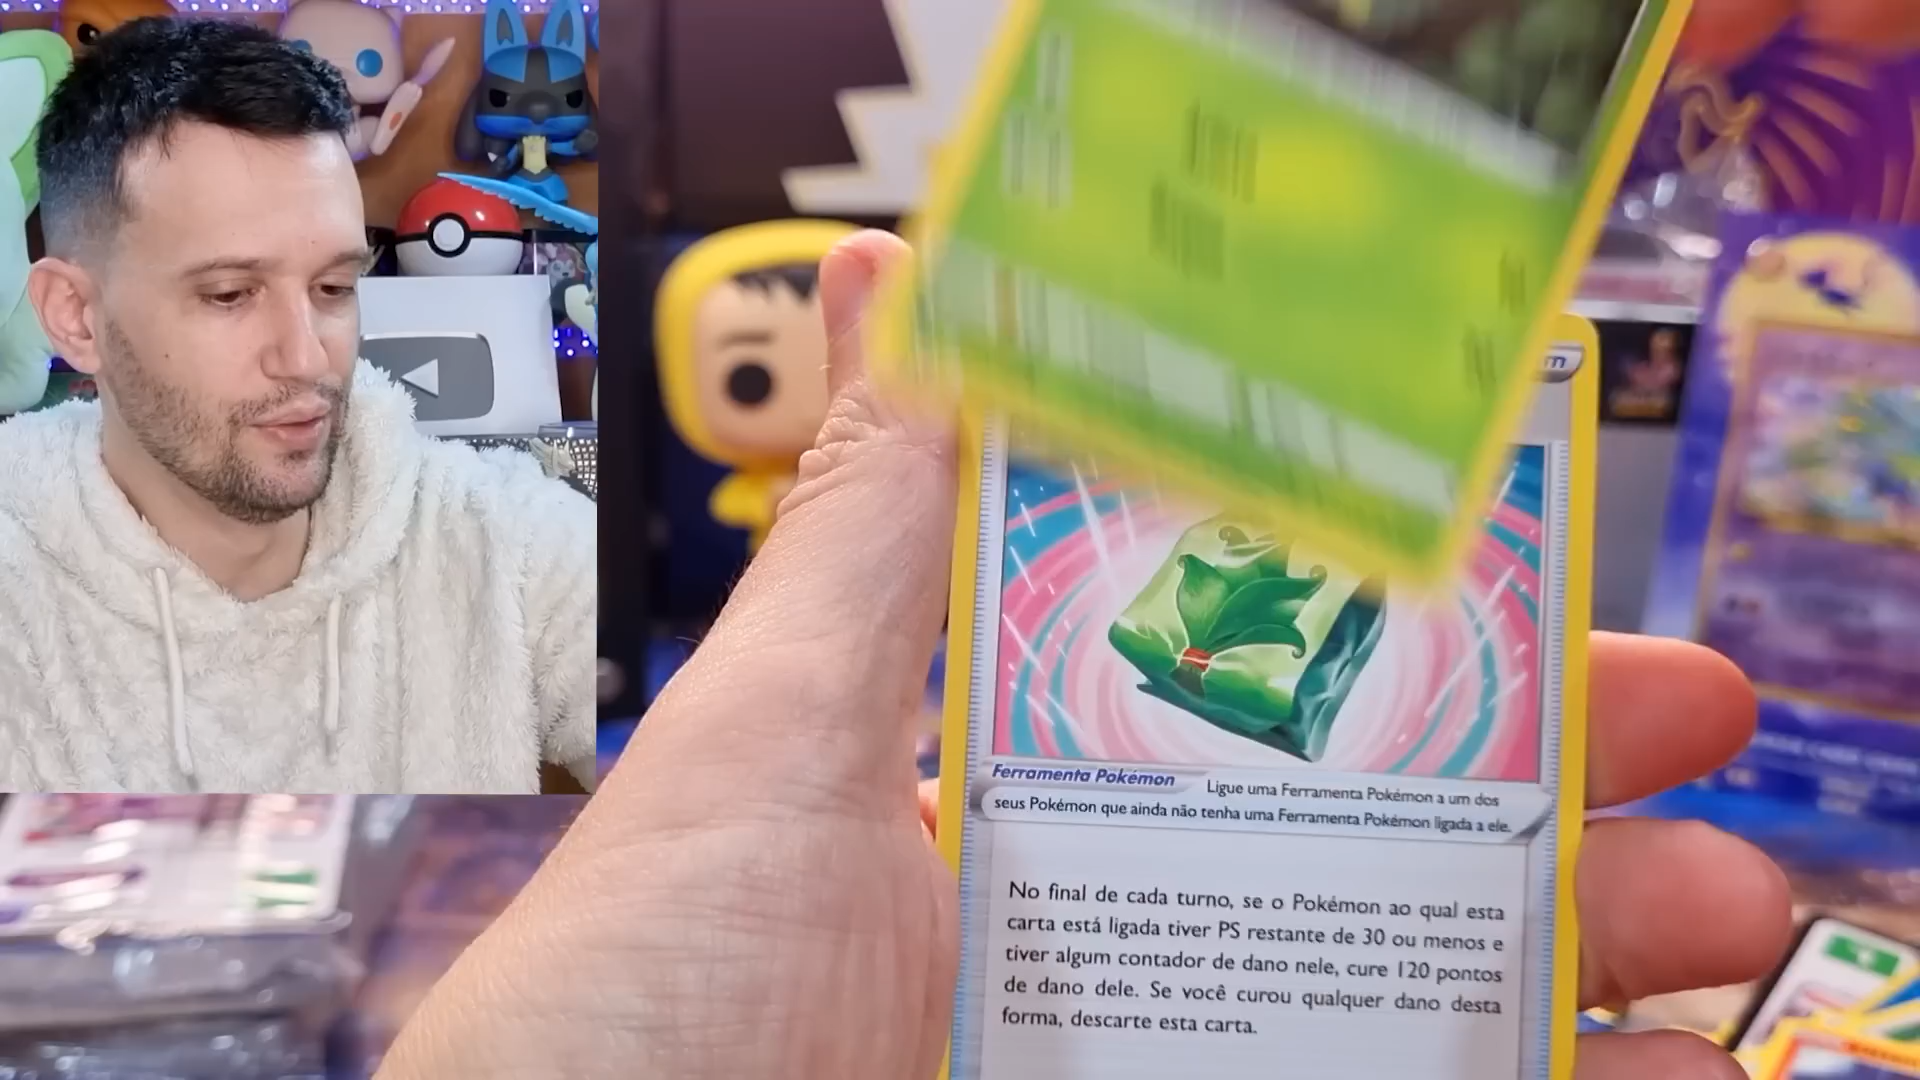 m
Ferramenta Pokémon Ligue uma Ferramenta Pokémon a um dos
seus Pokémon que ainda não tenha uma Ferramenta Pokémon ligada a ele.
No final de cada turno, se o Pokémon ao qual esta
carta está ligada tiver PS restante de 30 ou menos e
tiver algum contador de dano nele, cure 120 pontos
de dano dele. Se você curou qualquer dano desta
forma, descarte esta carta.